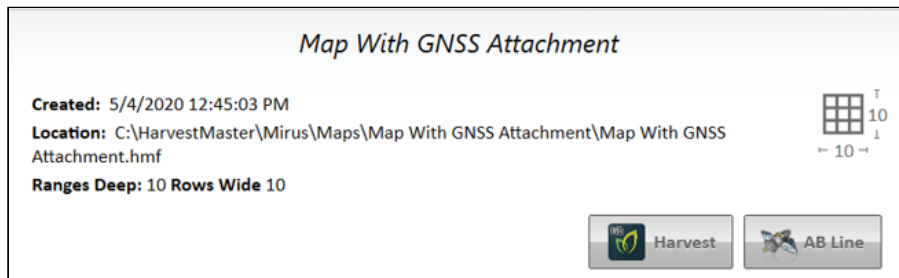 Map With GNSS Attachment
Created: 5/4/2020 12:45:03 PM
Location: C:\HarvestMaster\Mirus\Maps\Map With GNSS Attachment\Map With GNSS
Attachment.hmf
Ranges Deep: 10 Rows Wide 10
10
10
Harvest
AB Line